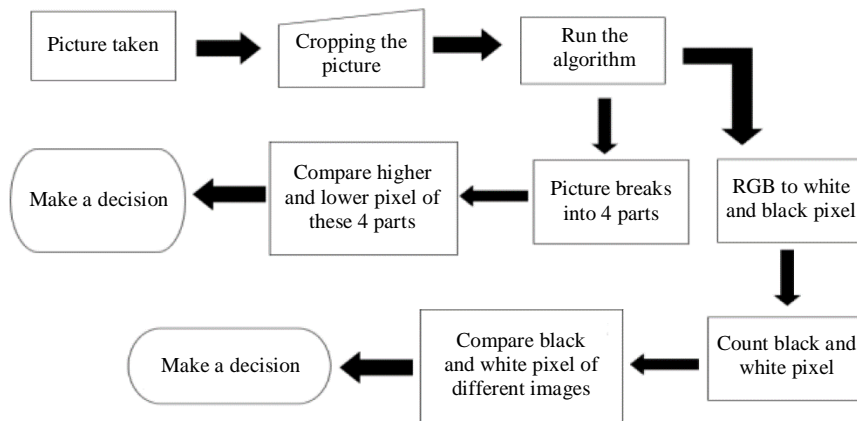 Picture taken
Cropping the
picture
Run the
algorithm
Make a decision
Compare higher
and lower pixel of
these 4 parts
Picture breaks
into 4 parts
RGB to white
and black pixel
Make a decision
Compare black
and white pixel of
different images
Count black and
white pixel